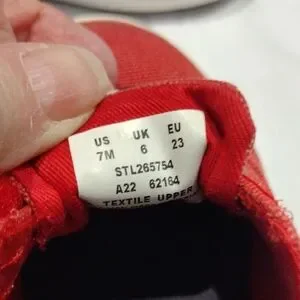 US UK EU
7M 6 23
STL265754
A22 62164
TEXTILE UPPER